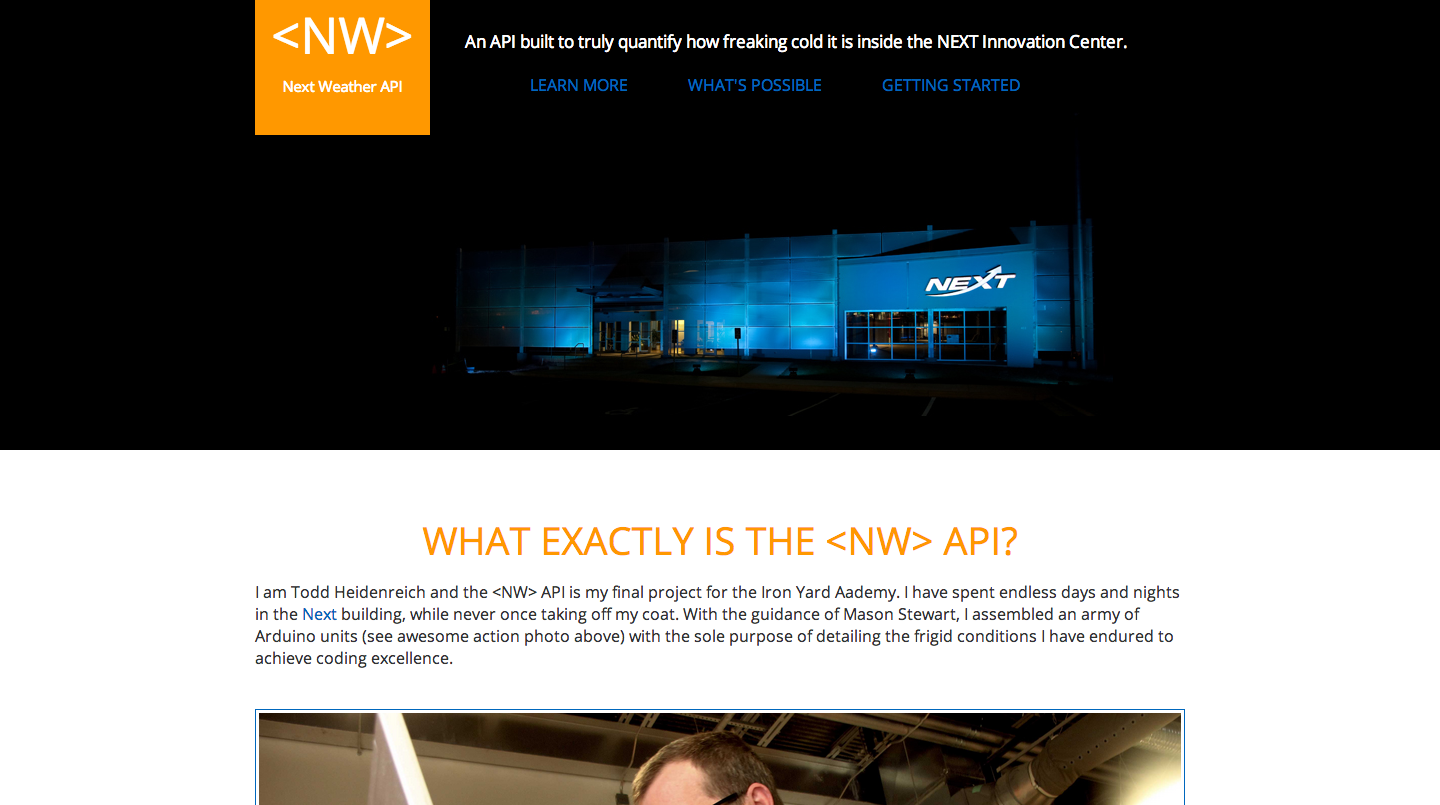 <NW>
Next Weather API
An API built to truly quantify how freaking cold it is inside the NEXT Innovation Center.
LEARN MORE WHAT'S POSSIBLE GETTING STARTED
NEXT
WHAT EXACTLY IS THE <NW> API?
I am Todd Heidenreich and the <NW> API is my final project for the Iron Yard Aademy. I have spent endless days and nights
in the Next building, while never once taking off my coat. With the guidance of Mason Stewart, I assembled an army of
Arduino units (see awesome action photo above) with the sole purpose of detailing the frigid conditions I have endured to
achieve coding excellence.